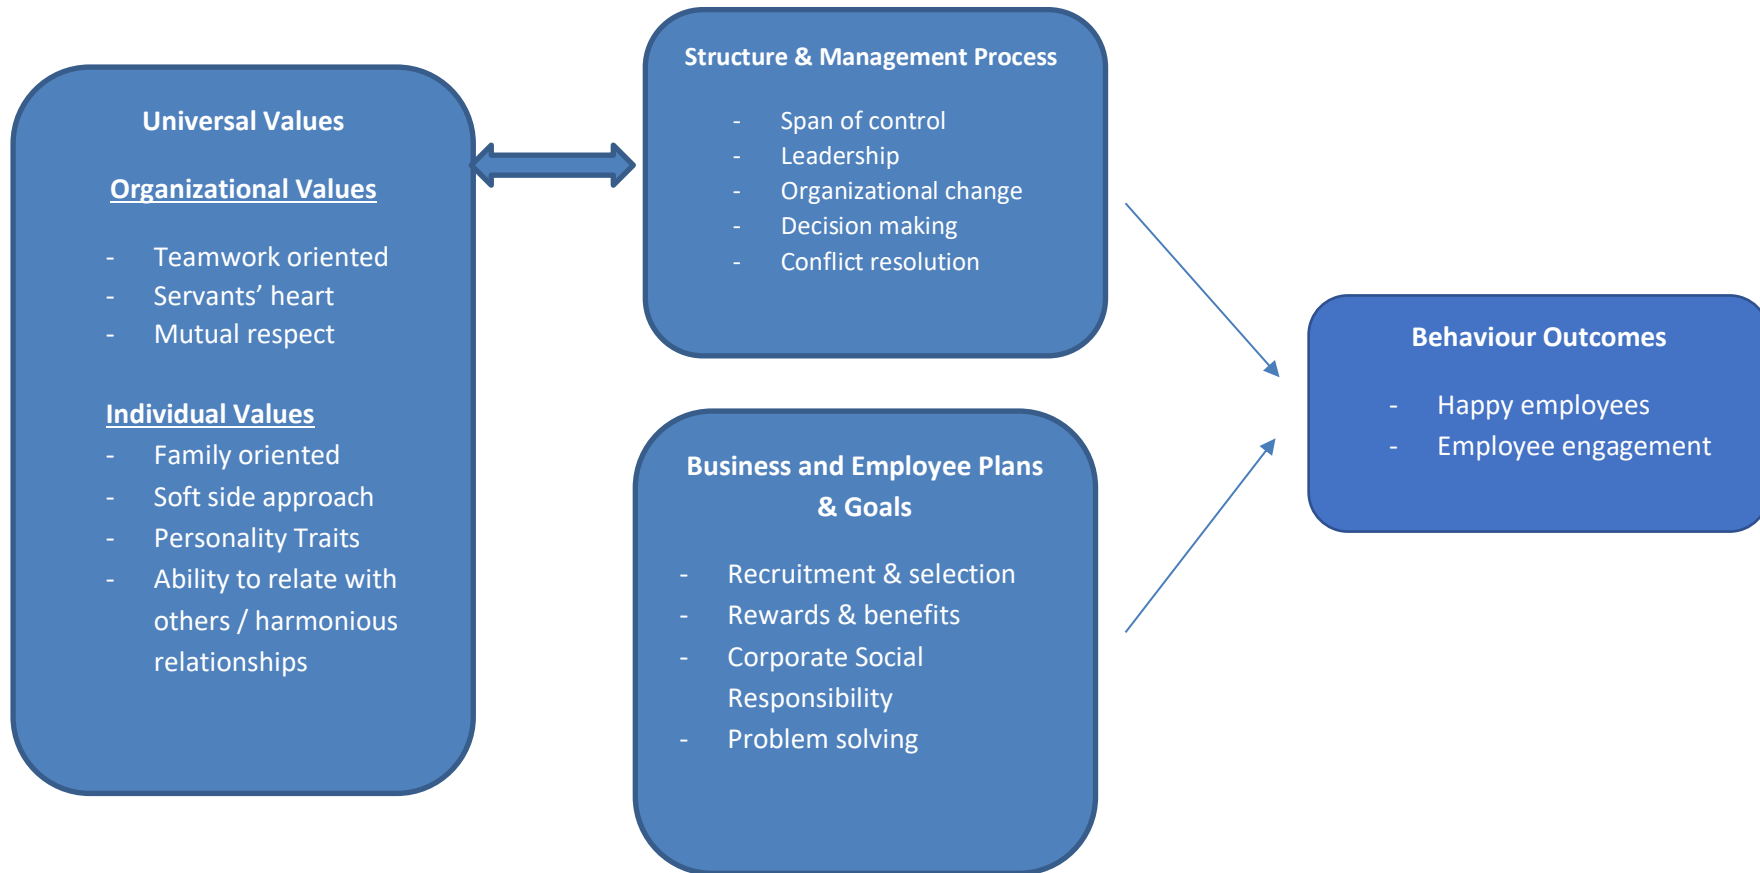 Universal Values
Organizational Values
- Teamwork oriented
- Servants’ heart
- Mutual respect
Individual Values
- Family oriented
- Soft side approach
- Personality Traits
- Ability to relate with
others / harmonious
relationships
Structure & Management Process
- Span of control
- Leadership
- Organizational change
- Decision making
- Conflict resolution
Business and Employee Plans
& Goals
- Recruitment & selection
- Rewards & benefits
- Corporate Social
Responsibility
- Problem solving
Behaviour Outcomes
- Happy employees
- Employee engagement